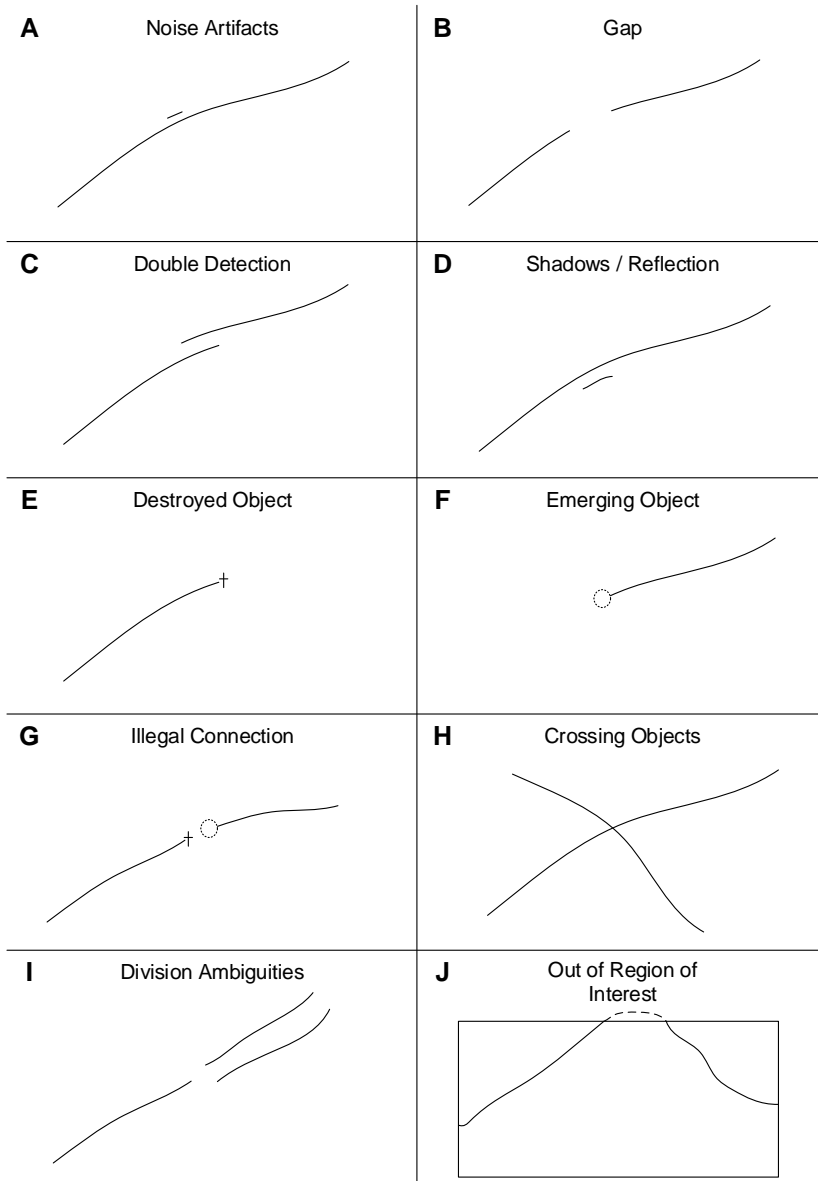 A
Noise Artifacts
B
Gap
C
Double Detection
D
Shadows / Reflection
E
Destroyed Object
F
Emerging Object
G
Illegal Connection
H
Crossing Objects
I
Division Ambiguities
J
Out of Region of
Interest